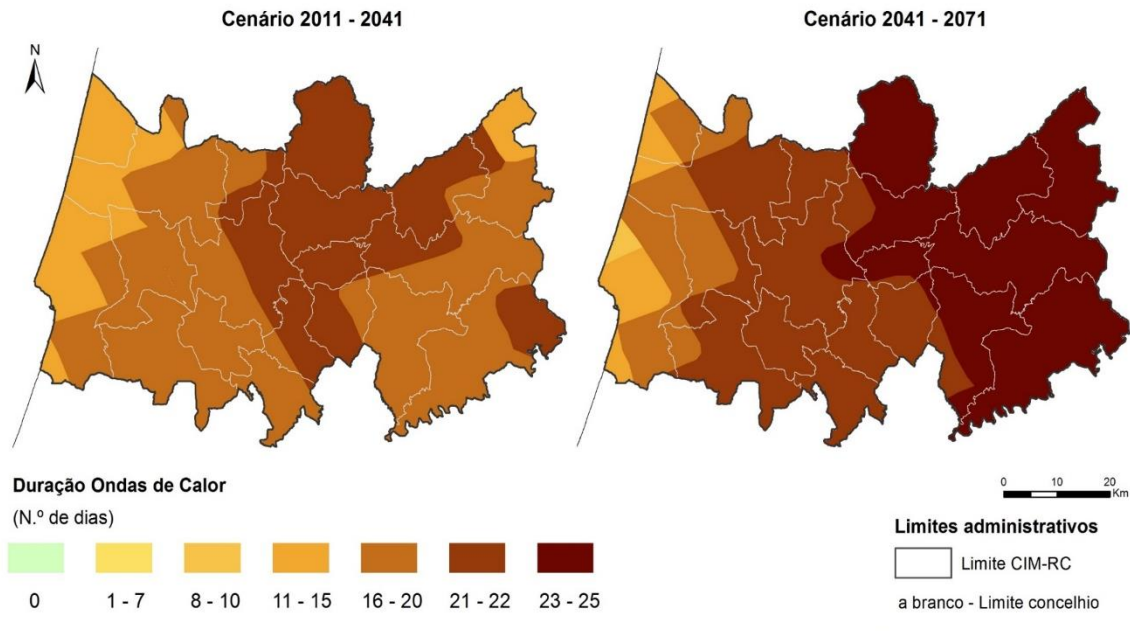 Cenário 2011 - 2041
Cenário 2041 - 2071
N
Duração Ondas de Calor
(N.º de dias)
0
1 - 7
8 - 10
11 - 15
16 - 20
21 - 22
23 - 25
0 10 20
Km
Limites administrativos
Limite CIM-RC
a branco - Limite concelhio